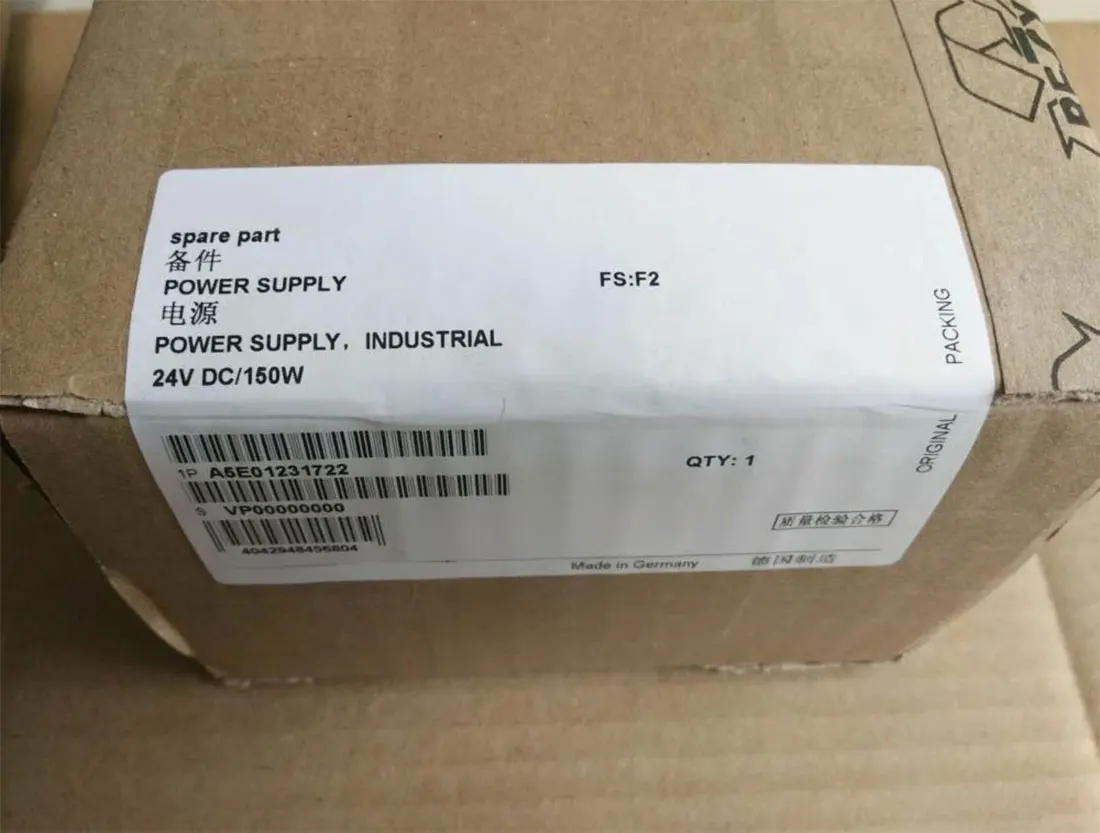 spare part
备件
POWER SUPPLY
FS:F2
电源
POWER SUPPLY, INDUSTRIAL
24V DC/150W
PACKING
ORIGINAL
1P A5E01231722
QTY: 1
S VP00000000
质量检验合格
4042948456804
Made in Germany 德国制造